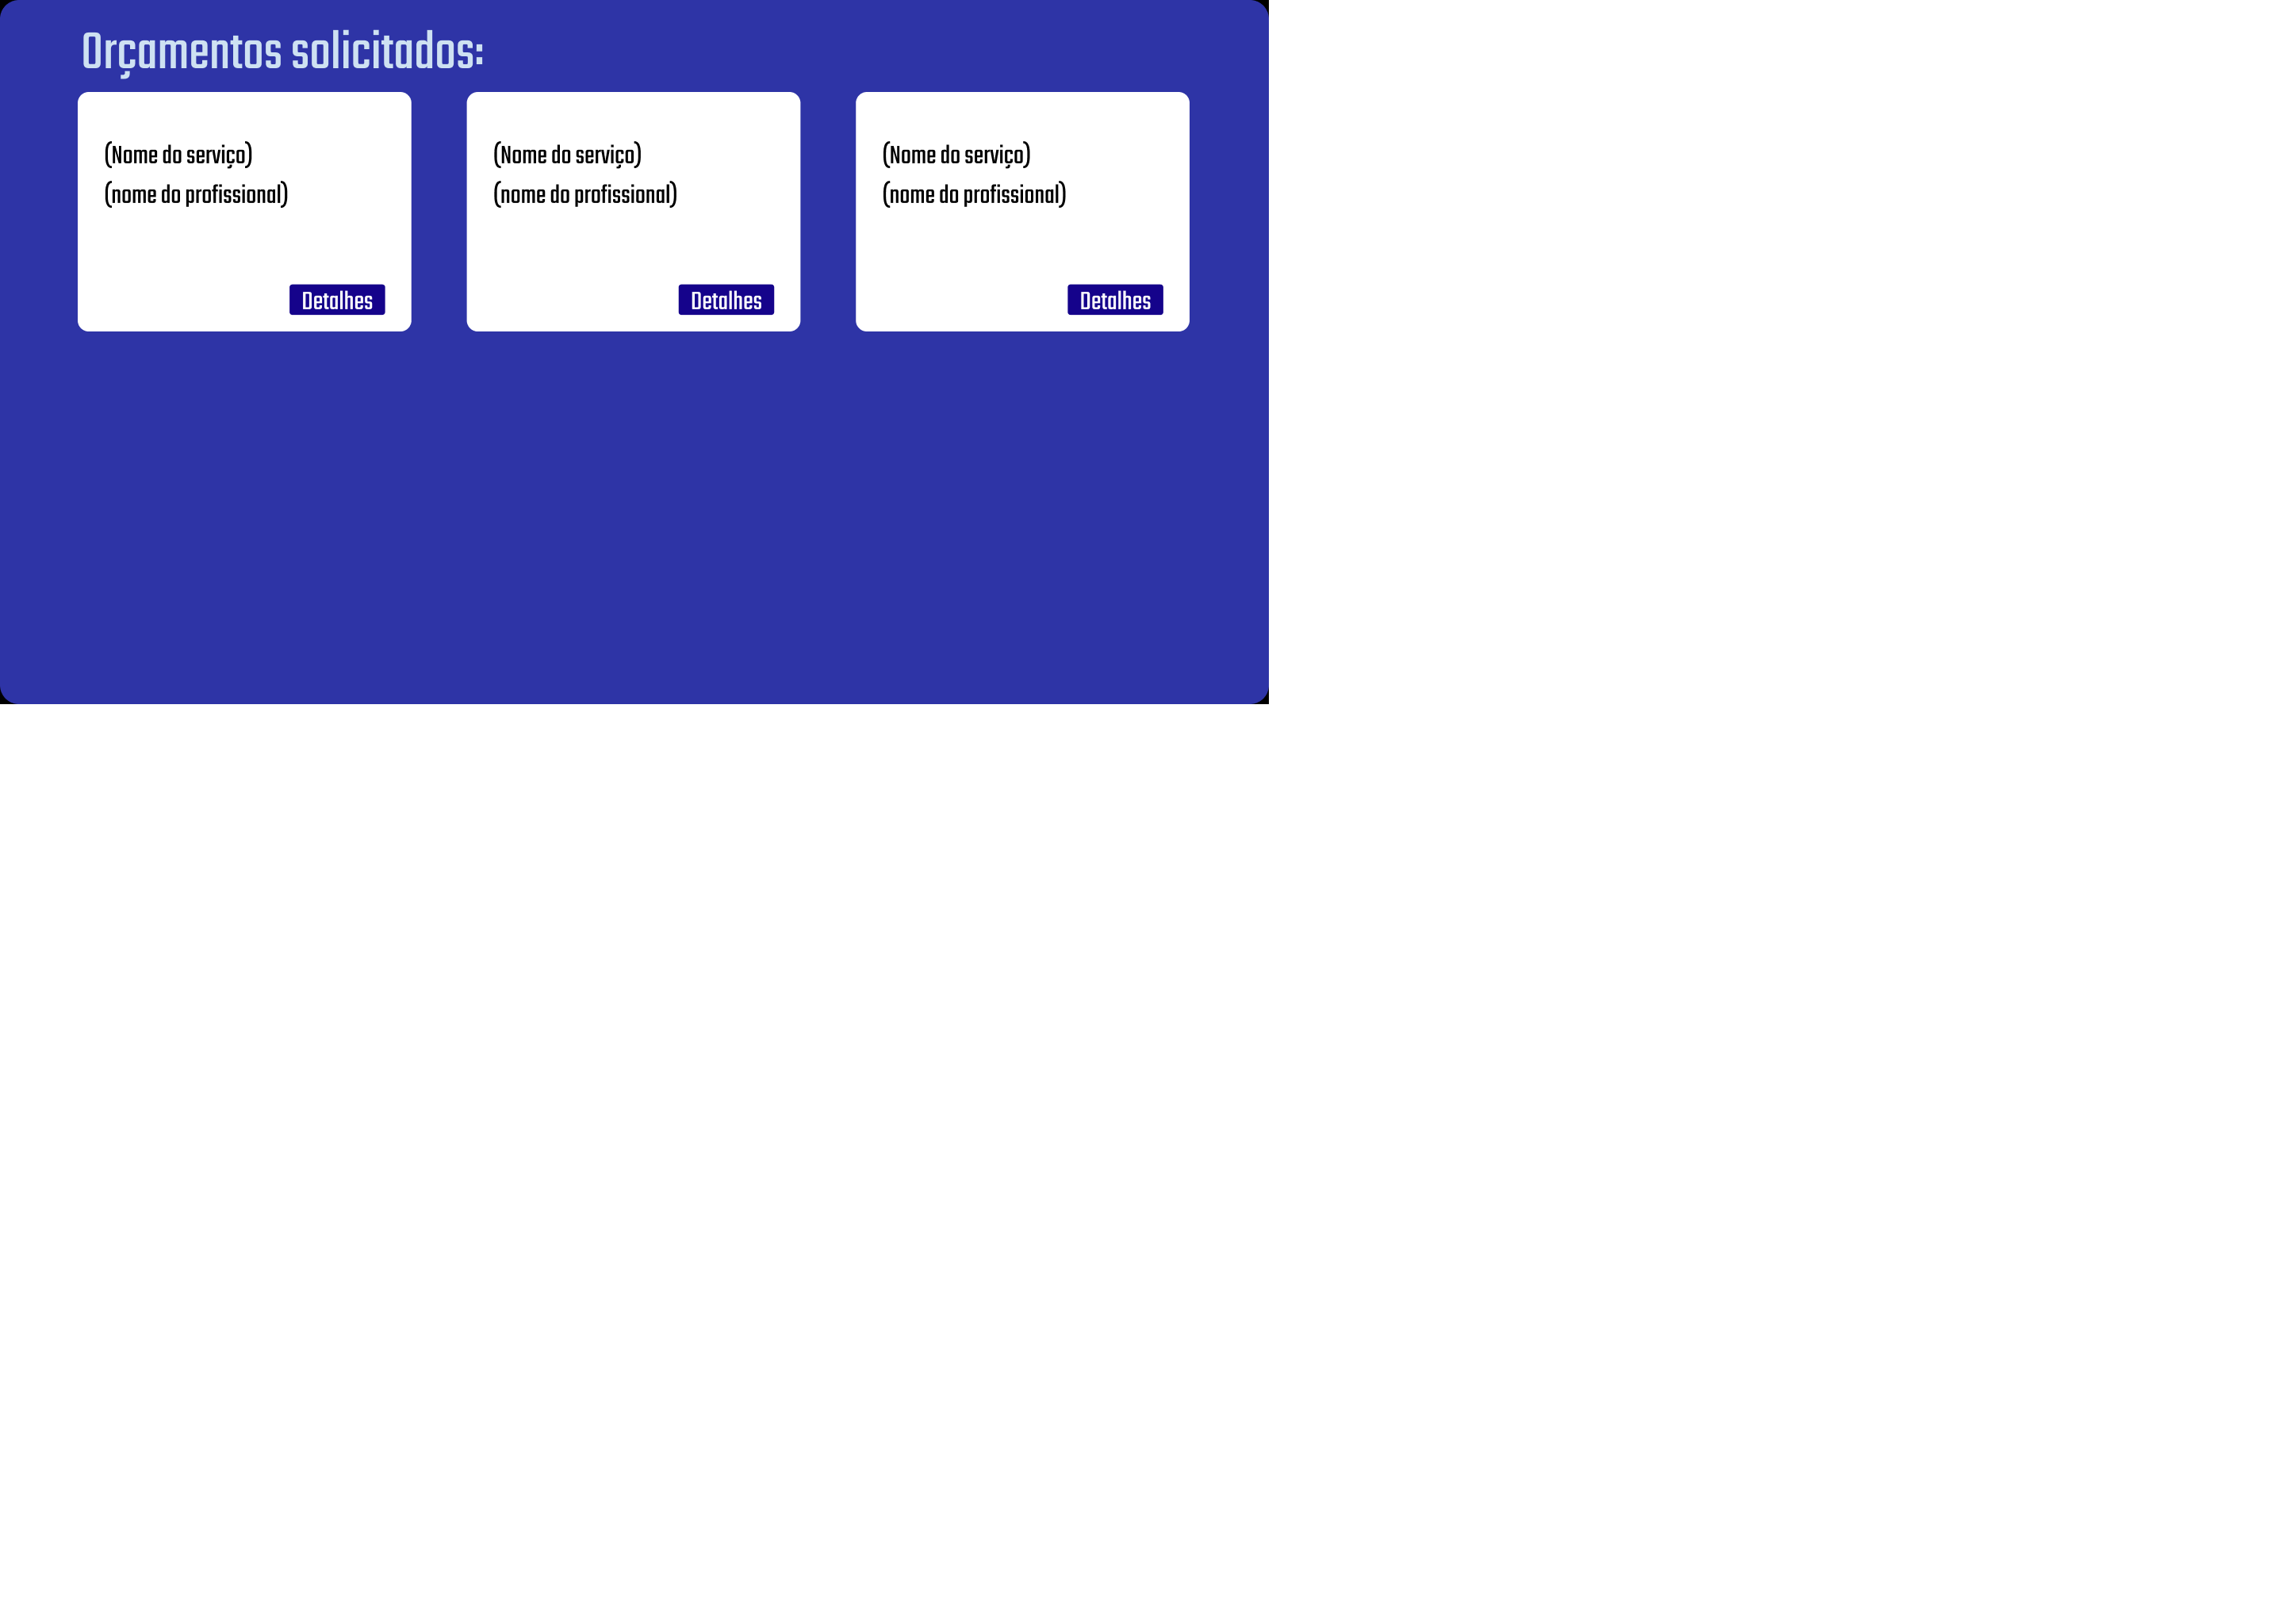 Orçamentos solicitados:
(Nome do serviço)
(nome do profissional)
Detalhes
(Nome do serviço)
(nome do profissional)
Detalhes
(Nome do serviço)
(nome do profissional)
Detalhes